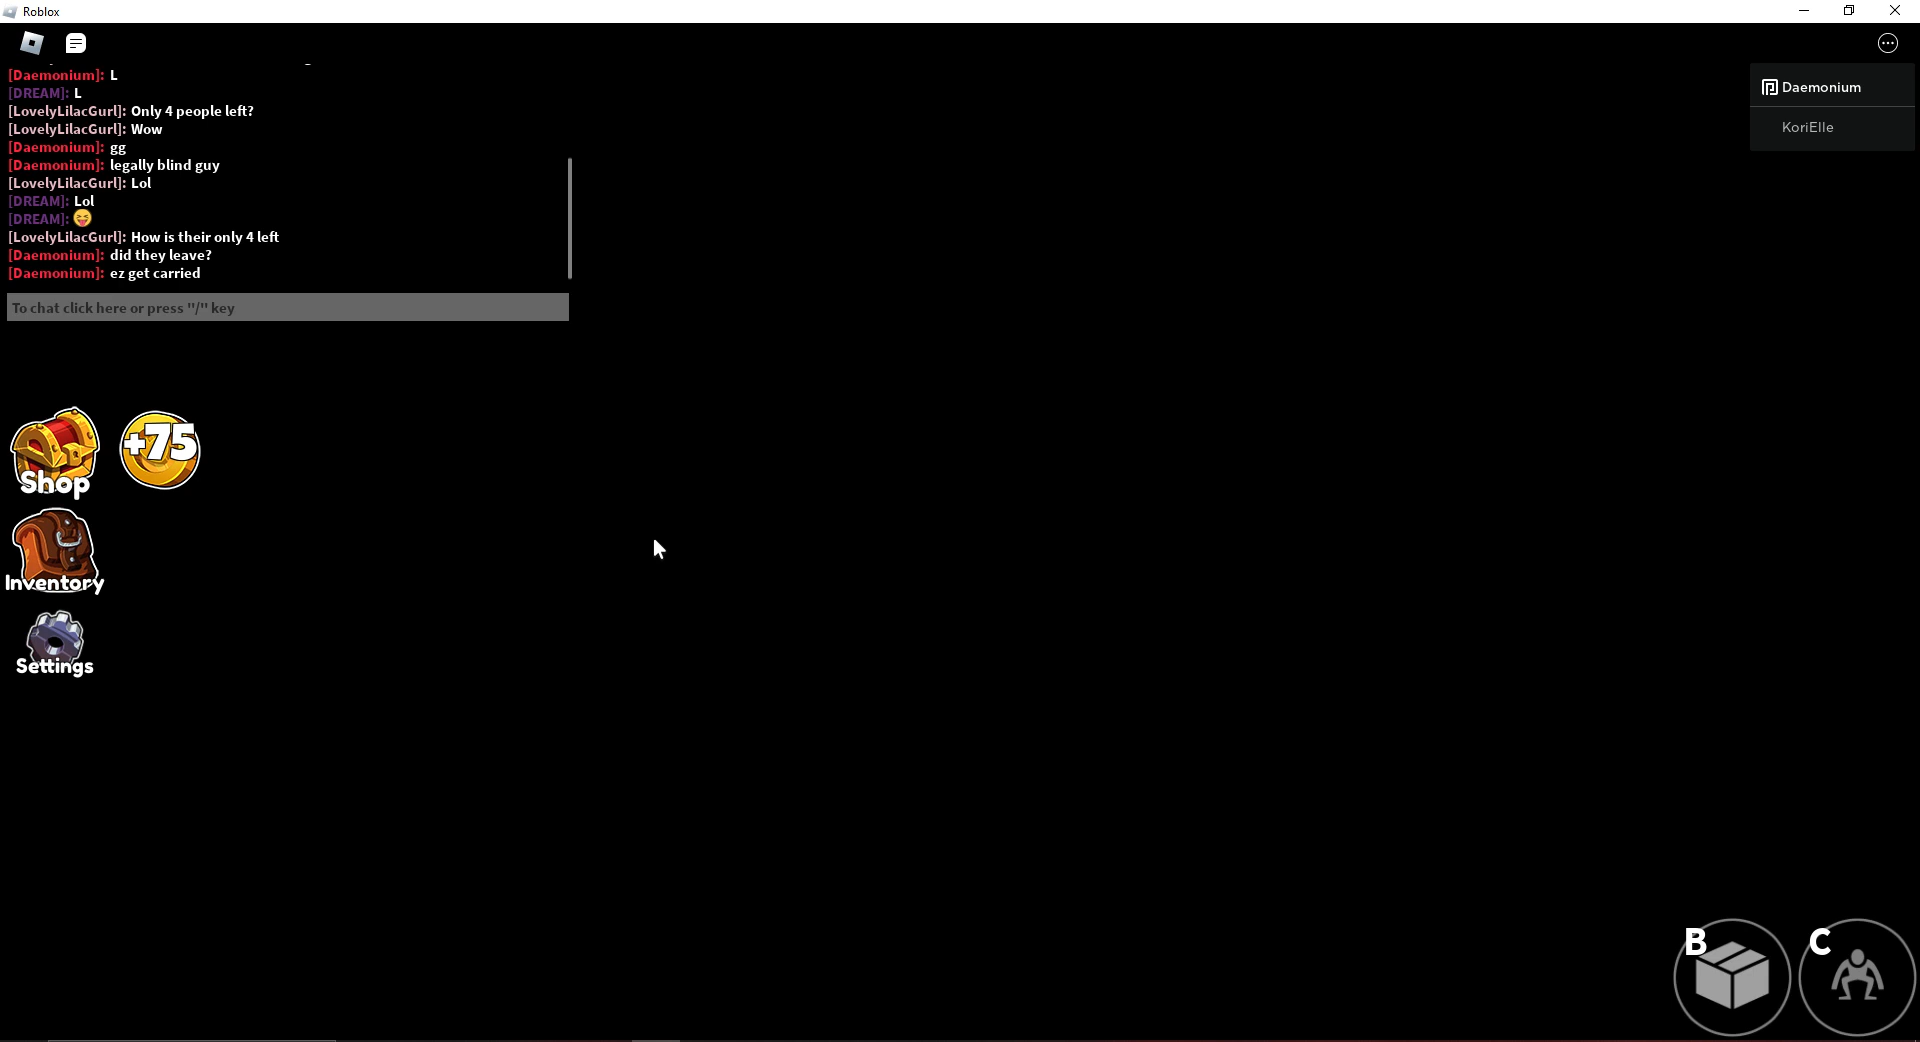 Roblox
[Daemonium]: L
[DREAM]: L
[LovelyLilacGurl]: Only 4 people left?
[LovelyLilacGurl]: Wow
[Daemonium]: gg
[Daemonium]: legally blind guy
[LovelyLilacGurl]: Lol
[DREAM]: Lol
[DREAM]: 😝
[LovelyLilacGurl]: How is their only 4 left
[Daemonium]: did they leave?
[Daemonium]: ez get carried
To chat click here or press "/" key
Daemonium
KoriElle
+75
Shop
Inventory
Settings
B
C